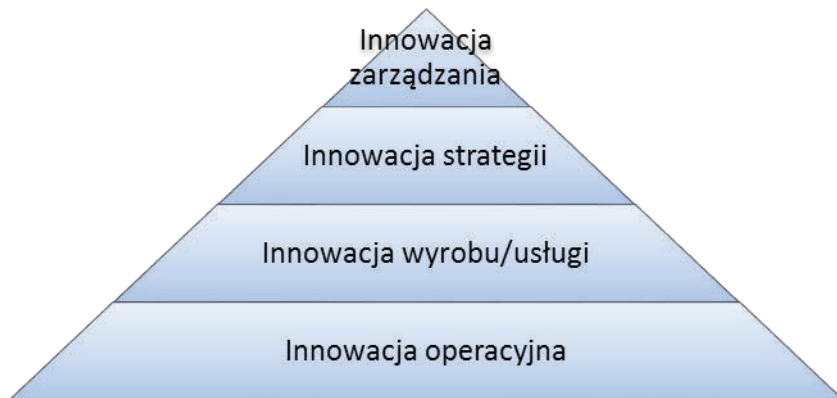 Innowacja
zarządzania
Innowacja strategii
Innowacja wyrobu/usługi
Innowacja operacyjna